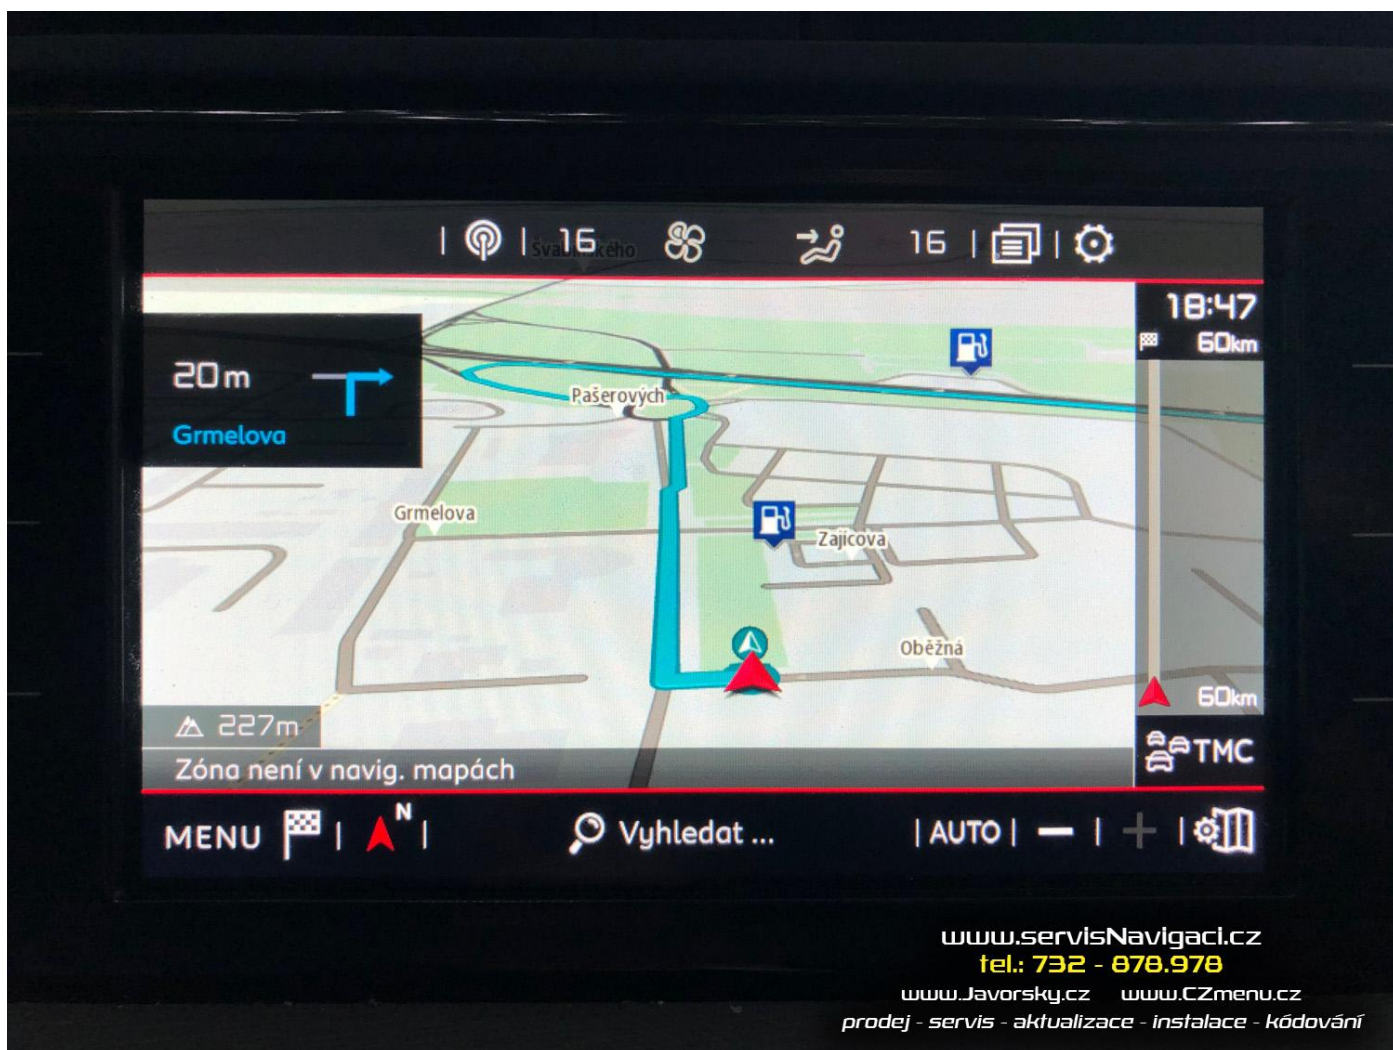 16 16
Švabinského
18:47
60km
20m
Grmelova
Pašerových
Grmelova
Zajícova
Oběžná
60km
227m
TMC
Zóna není v navig. mapách
MENU N Vyhledat ... AUTO
www.servisNavigaci.cz
tel.: 732 - 878.978
www.Javorsky.cz www.CZmenu.cz
prodej - servis - aktualizace - instalace - kódování